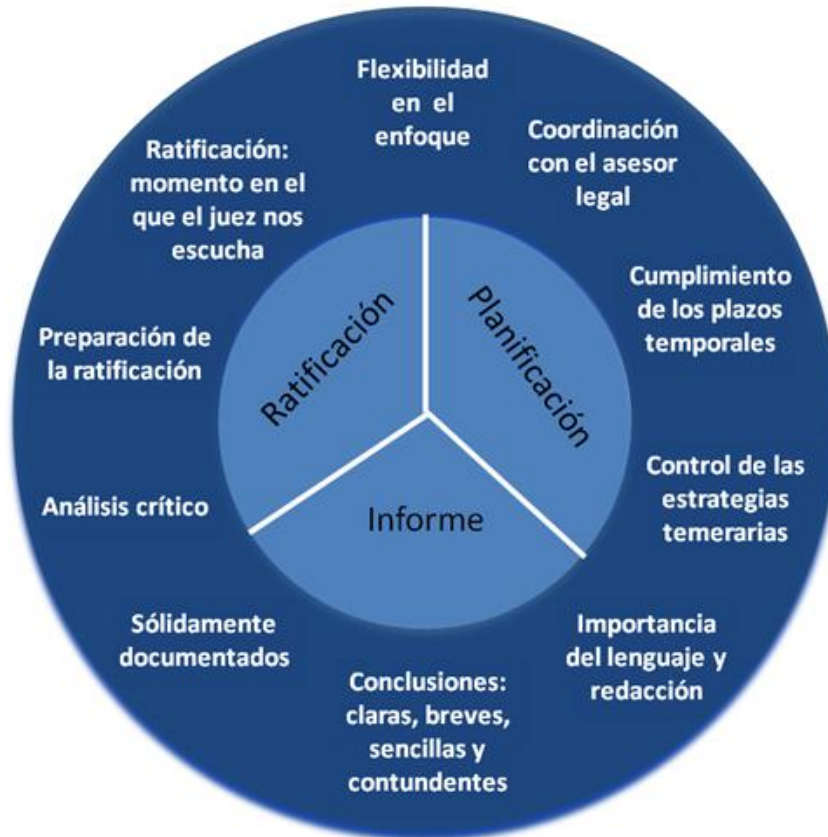 Flexibilidad
en el
enfoque
Coordinación
con el asesor
legal
Cumplimiento
de los plazos
temporales
Control de las
estrategias
temerarias
Importancia
del lenguaje y
redacción
Conclusiones:
claras, breves,
sencillas y
contundentes
Sólidamente
documentados
Análisis crítico
Preparación de
la ratificación
Ratificación:
momento en el
que el juez nos
escucha
Planificación
Informe
Ratificación